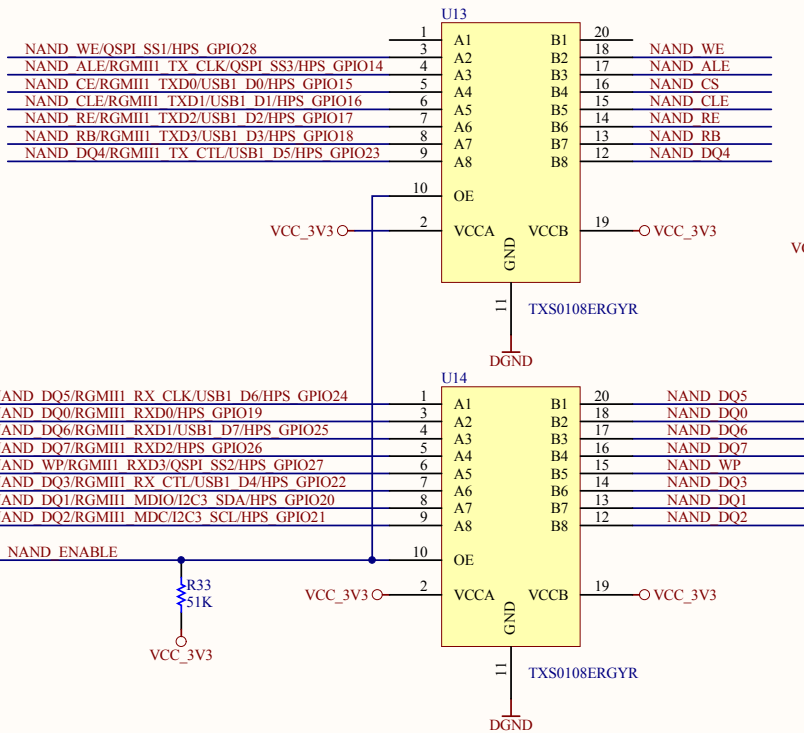 U13
1 A1 B1 20
NAND_WE/QSPI_SS1/HPS_GPIO28 3 A2 B2 18 NAND_WE
NAND_ALE/RGMII1_TX_CLK/QSPI_SS3/HPS_GPIO14 4 A3 B3 17 NAND_ALE
NAND_CE/RGMII1_TXD0/USB1_D0/HPS_GPIO15 5 A4 B4 16 NAND_CS
NAND_CLE/RGMII1_TXD1/USB1_D1/HPS_GPIO16 6 A5 B5 15 NAND_CLE
NAND_RE/RGMII1_TXD2/USB1_D2/HPS_GPIO17 7 A6 B6 14 NAND_RE
NAND_RB/RGMII1_TXD3/USB1_D3/HPS_GPIO18 8 A7 B7 13 NAND_RB
NAND_DQ4/RGMII1_TX_CTL/USB1_D5/HPS_GPIO23 9 A8 B8 12 NAND_DQ4
10 OE
VCC_3V3 2 VCCA VCCB 19 VCC_3V3
GND
11 TXS0108ERGYR
DGND
U14
AND_DQ5/RGMII1_RX_CLK/USB1_D6/HPS_GPIO24 1 A1 B1 20 NAND_DQ5
AND_DQ0/RGMII1_RXD0/HPS_GPIO19 3 A2 B2 18 NAND_DQ0
AND_DQ6/RGMII1_RXD1/USB1_D7/HPS_GPIO25 4 A3 B3 17 NAND_DQ6
AND_DQ7/RGMII1_RXD2/HPS_GPIO26 5 A4 B4 16 NAND_DQ7
AND_WP/RGMII1_RXD3/QSPI_SS2/HPS_GPIO27 6 A5 B5 15 NAND_WP
AND_DQ3/RGMII1_RX_CTL/USB1_D4/HPS_GPIO22 7 A6 B6 14 NAND_DQ3
AND_DQ1/RGMII1_MDIO/I2C3_SDA/HPS_GPIO20 8 A7 B7 13 NAND_DQ1
AND_DQ2/RGMII1_MDC/I2C3_SCL/HPS_GPIO21 9 A8 B8 12 NAND_DQ2
NAND_ENABLE 10 OE
R33
51K
VCC_3V3 2 VCCA VCCB 19 VCC_3V3
GND
VCC_3V3
11 TXS0108ERGYR
DGND